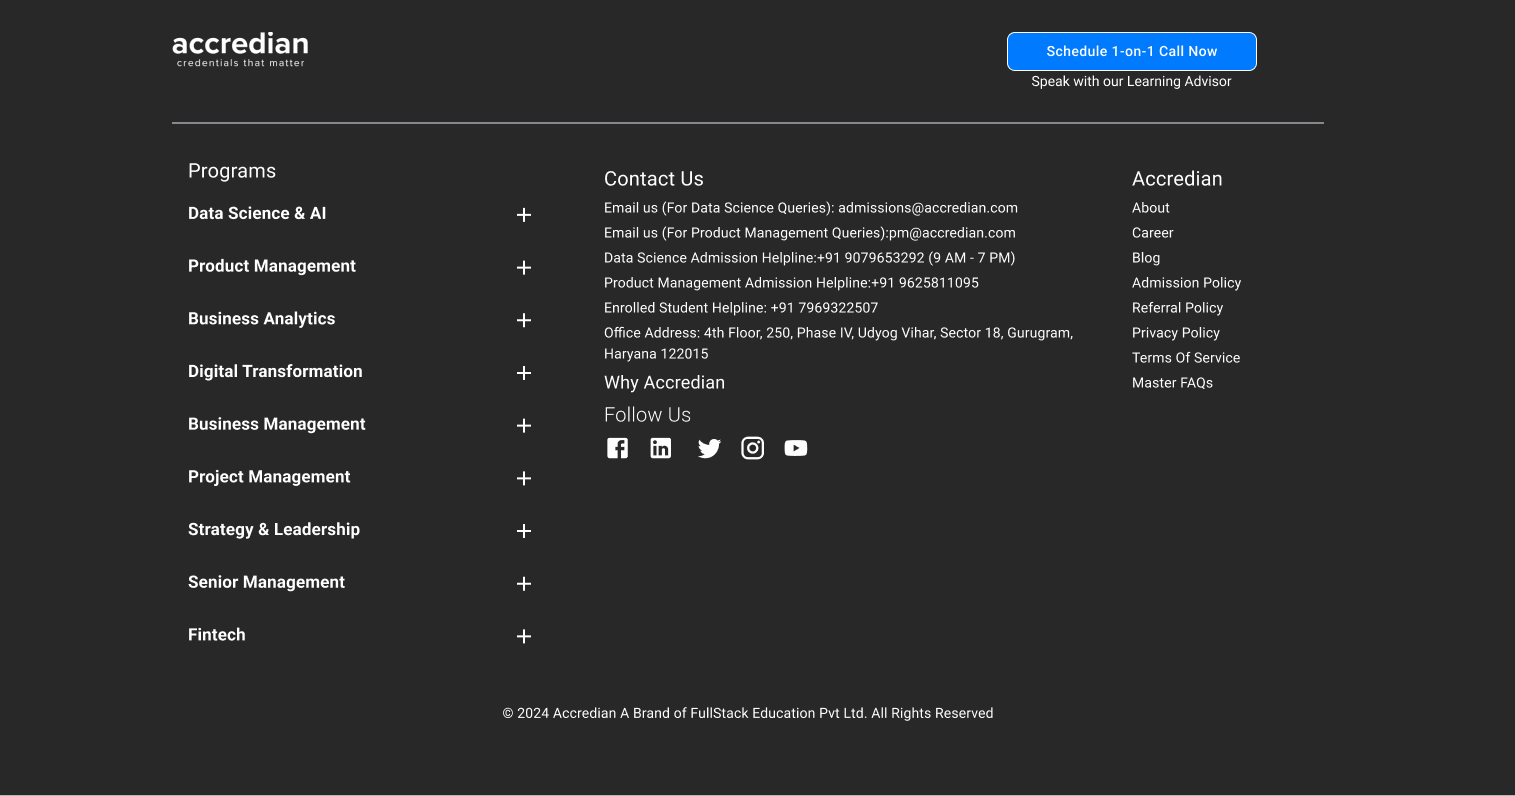 accredian
credentials that matter
Schedule 1-on-1 Call Now
Speak with our Learning Advisor
Programs
Data Science & AI
Product Management
Business Analytics
Digital Transformation
Business Management
Project Management
Strategy & Leadership
Senior Management
Fintech
Contact Us
Email us (For Data Science Queries): admissions@accredian.com
Email us (For Product Management Queries):pm@accredian.com
Data Science Admission Helpline:+91 9079653292 (9 AM - 7 PM)
Product Management Admission Helpline:+91 9625811095
Enrolled Student Helpline: +91 7969322507
Office Address: 4th Floor, 250, Phase IV, Udyog Vihar, Sector 18, Gurugram,
Haryana 122015
Why Accredian
Follow Us
Accredian
About
Career
Blog
Admission Policy
Referral Policy
Privacy Policy
Terms Of Service
Master FAQs
© 2024 Accredian A Brand of FullStack Education Pvt Ltd. All Rights Reserved